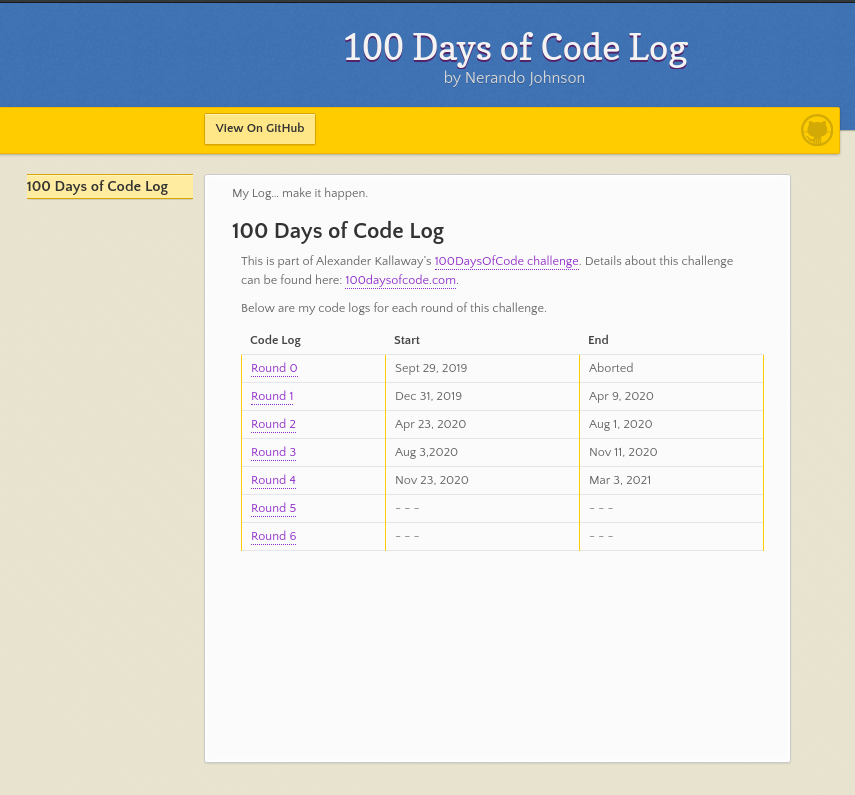 100 Days of Code Log
by Nerando Johnson
View On GitHub
100 Days of Code Log
My Log… make it happen.
100 Days of Code Log
This is part of Alexander Kallaway's 100DaysOfCode challenge. Details about this challenge
can be found here: 100daysofcode.com.
Below are my code logs for each round of this challenge.
Code Log Start End
Round 0 Sept 29, 2019 Aborted
Round 1 Dec 31, 2019 Apr 9, 2020
Round 2 Apr 23, 2020 Aug 1, 2020
Round 3 Aug 3,2020 Nov 11, 2020
Round 4 Nov 23, 2020 Mar 3, 2021
Round 5 - - - - - -
Round 6 - - - - - -